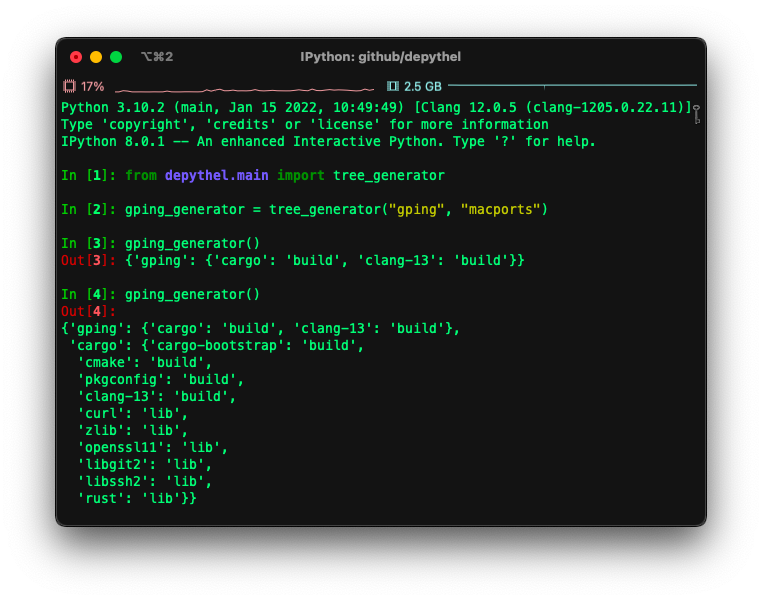 ⌥⌘2
IPython: github/depythel
17%
2.5 GB
Python 3.10.2 (main, Jan 15 2022, 10:49:49) [Clang 12.0.5 (clang-1205.0.22.11)]
Type 'copyright', 'credits' or 'license' for more information
IPython 8.0.1 -- An enhanced Interactive Python. Type '?' for help.
In [1]: from depythel.main import tree_generator
In [2]: gping_generator = tree_generator("gping", "macports")
In [3]: gping_generator()
Out[3]: {'gping': {'cargo': 'build', 'clang-13': 'build'}}
In [4]: gping_generator()
Out[4]:
{'gping': {'cargo': 'build', 'clang-13': 'build'},
 'cargo': {'cargo-bootstrap': 'build',
  'cmake': 'build',
  'pkgconfig': 'build',
  'clang-13': 'build',
  'curl': 'lib',
  'zlib': 'lib',
  'openssl11': 'lib',
  'libgit2': 'lib',
  'libssh2': 'lib',
  'rust': 'lib'}}